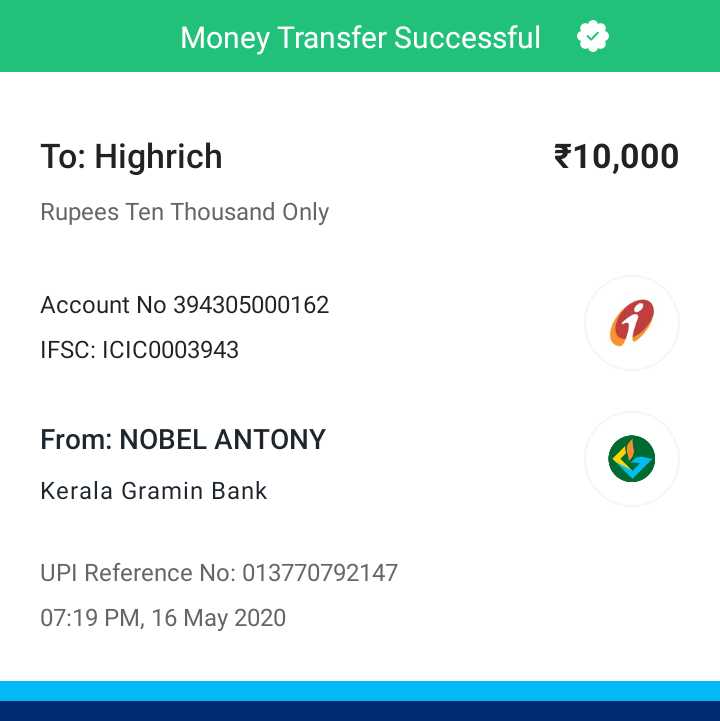 Money Transfer Successful
To: Highrich ₹10,000
Rupees Ten Thousand Only
Account No 394305000162
IFSC: ICIC0003943
From: NOBEL ANTONY
Kerala Gramin Bank
UPI Reference No: 013770792147
07:19 PM, 16 May 2020